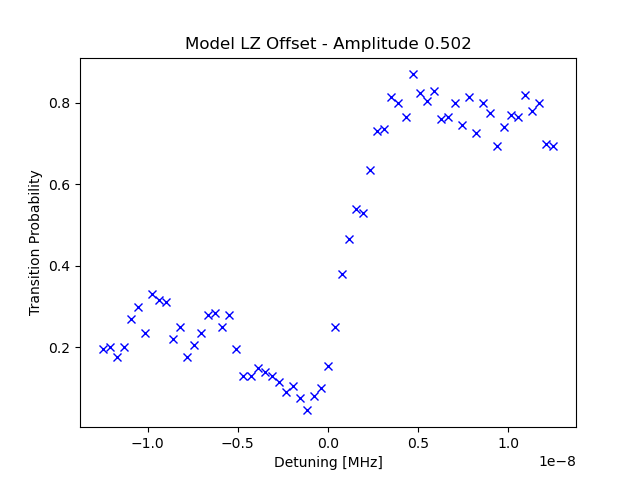 Model LZ Offset - Amplitude 0.502
Transition Probability
0.8
0.6
0.4
0.2
−1.0 −0.5 0.0 0.5 1.0
1e−8
Detuning [MHz]